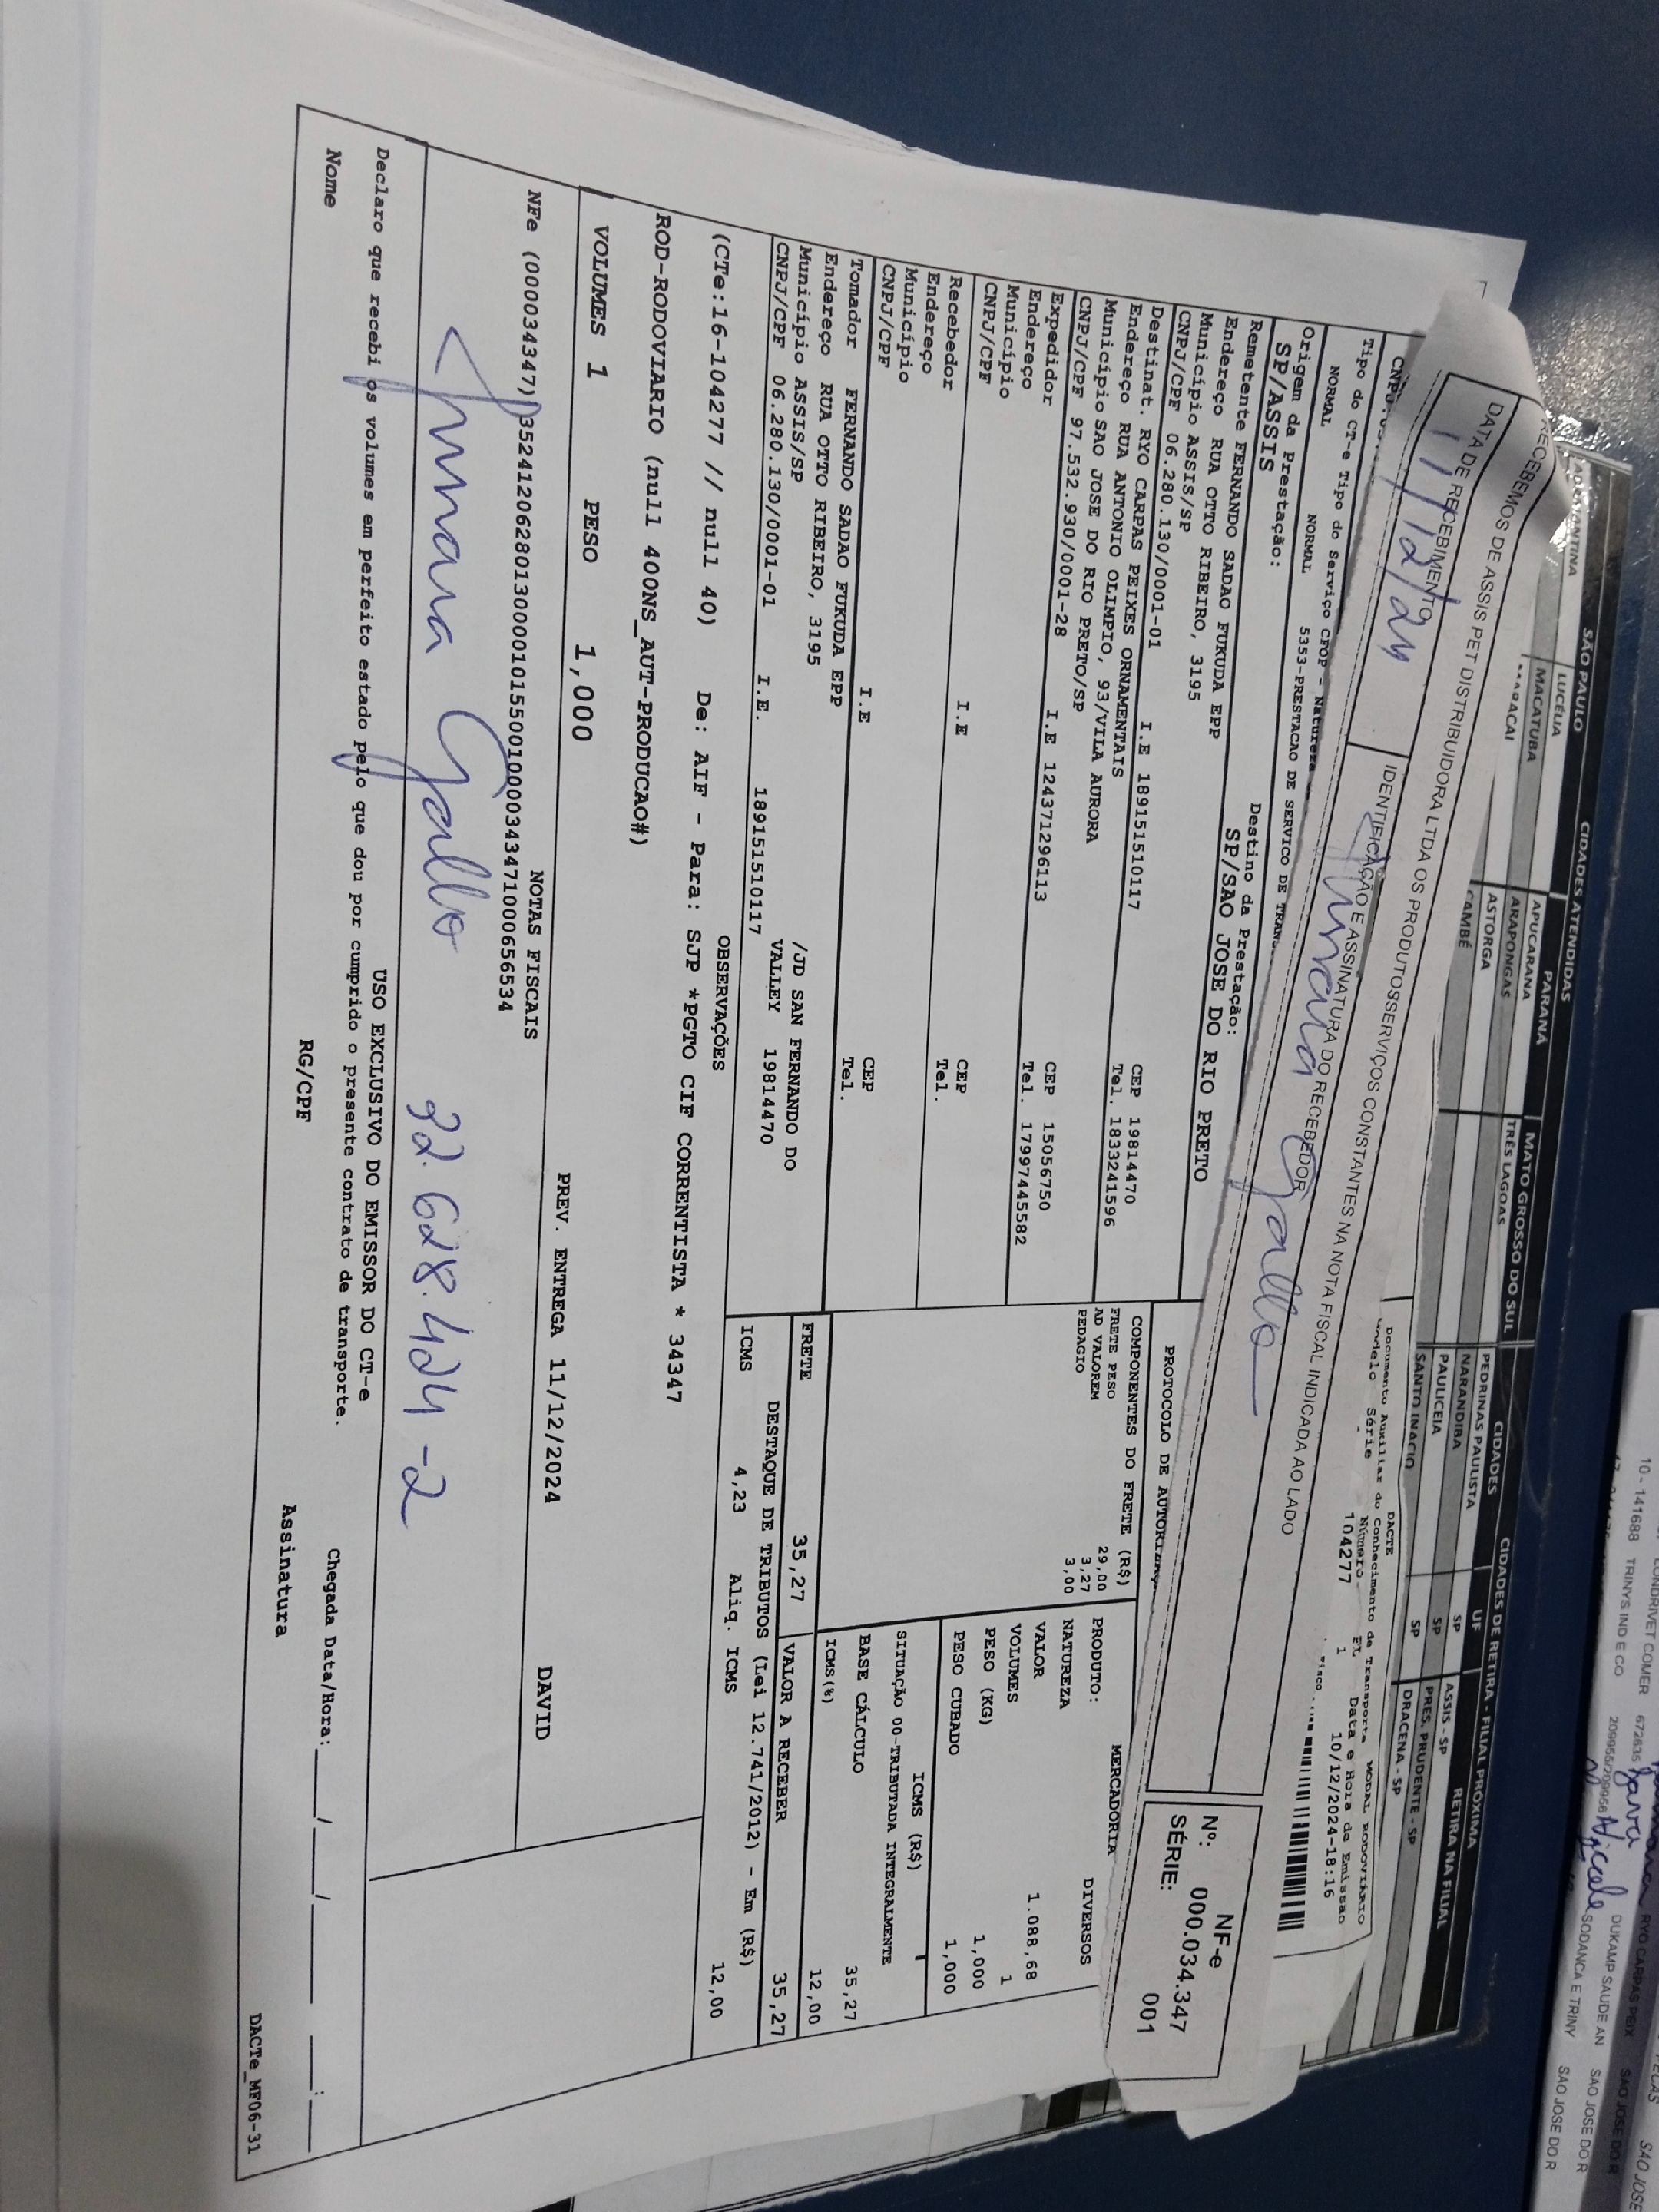 SÃO PAULO
CIDADES ATENDIDAS
PARANÁ
MATO GROSSO DO SUL
CIDADES
CIDADES DE RETIRA - FILIAL PRÓXIMA
UF
RETIRA NA FILIAL
LUCÉLIA
APUCARANA
TRÊS LAGOAS
PEDRINAS PAULISTA
SP
ASSIS - SP
MACATUBA
ARAPONGAS
NARANDIBA
SP
PRES. PRUDENTE - SP
MARACAI
ASTORGA
PAULICEIA
SP
DRACENA - SP
CAMBÉ
SANTO INACIO
10 - 141688 TRINYS IND E CO
672635
RYO CARPAS PEIX SAO JOSE DO R
209955/209956
DUKAMP SAUDE AN SAO JOSE DO R
SODANCA E TRINY SAO JOSE DO R
RECEBEMOS DE ASSIS PET DISTRIBUIDORA LTDA OS PRODUTOSSERVIÇOS CONSTANTES NA NOTA FISCAL INDICADA AO LADO
DATA DE RECEBIMENTO
11/12/24
IDENTIFICAÇÃO E ASSINATURA DO RECEBEDOR
Gallo
NF-e
Nº: 000.034.347
SÉRIE: 001
DACTE
Documento Auxiliar do Conhecimento de Transporte
MODAL RODOVIÁRIO
Modelo Série Número FL Data e Hora de Emissão
104277 1 10/12/2024-18:16
Tipo do CT-e Tipo do Serviço CFOP - Natureza
NORMAL NORMAL 5353-PRESTACAO DE SERVICO DE
Origem da Prestação: Destino da Prestação:
SP/ASSIS SP/SAO JOSE DO RIO PRETO
Remetente FERNANDO SADAO FUKUDA EPP
Endereço RUA OTTO RIBEIRO, 3195
Município ASSIS/SP CEP 19814470
CNPJ/CPF 06.280.130/0001-01 I.E 189151510117 Tel. 1833241596
Destinat. RYO CARPAS PEIXES ORNAMENTAIS
Endereço RUA ANTONIO OLIMPIO, 93/VILA AURORA
Município SAO JOSE DO RIO PRETO/SP CEP 15056750
CNPJ/CPF 97.532.930/0001-28 I.E 124371296113 Tel. 17997445582
Expedidor
Endereço
Município CEP
CNPJ/CPF I.E Tel.
Recebedor
Endereço
Município CEP
CNPJ/CPF I.E Tel.
Tomador FERNANDO SADAO FUKUDA EPP
Endereço RUA OTTO RIBEIRO, 3195 /JD SAN FERNANDO DO
Município ASSIS/SP VALLEY 19814470
CNPJ/CPF 06.280.130/0001-01 I.E. 189151510117
PROTOCOLO DE
COMPONENTES DO FRETE (R$)
FRETE PESO 29,00
AD VALOREM 3,27
PEDAGIO 3,00
MERCADORIA
PRODUTO: DIVERSOS
NATUREZA
VALOR 1.088,68
VOLUMES 1
PESO (KG) 1,000
PESO CUBADO 1,000
ICMS (R$)
SITUAÇÃO 00-TRIBUTADA INTEGRALMENTE
BASE CÁLCULO 35,27
ICMS(%) 12,00
FRETE 35,27
VALOR A RECEBER 35,27
DESTAQUE DE TRIBUTOS (Lei 12.741/2012) - Em (R$)
ICMS 4,23 Aliq. ICMS 12,00
OBSERVAÇÕES
(CTe:16-104277 // null 40) De: AIF - Para: SJP *PGTO CIF CORRENTISTA * 34347
ROD-RODOVIARIO (null 400NS_AUT-PRODUCAO#)
VOLUMES 1 PESO 1,000 PREV. ENTREGA 11/12/2024 DAVID
NOTAS FISCAIS
NFe (000034347)
Gallo 22.628.424-2
USO EXCLUSIVO DO EMISSOR DO CT-e
Declaro que recebi os volumes em perfeito estado pelo que dou por cumprido o presente contrato de transporte.
Chegada Data/Hora:____/___/_______ ___:___
Nome RG/CPF Assinatura
DACTe_MF06-31